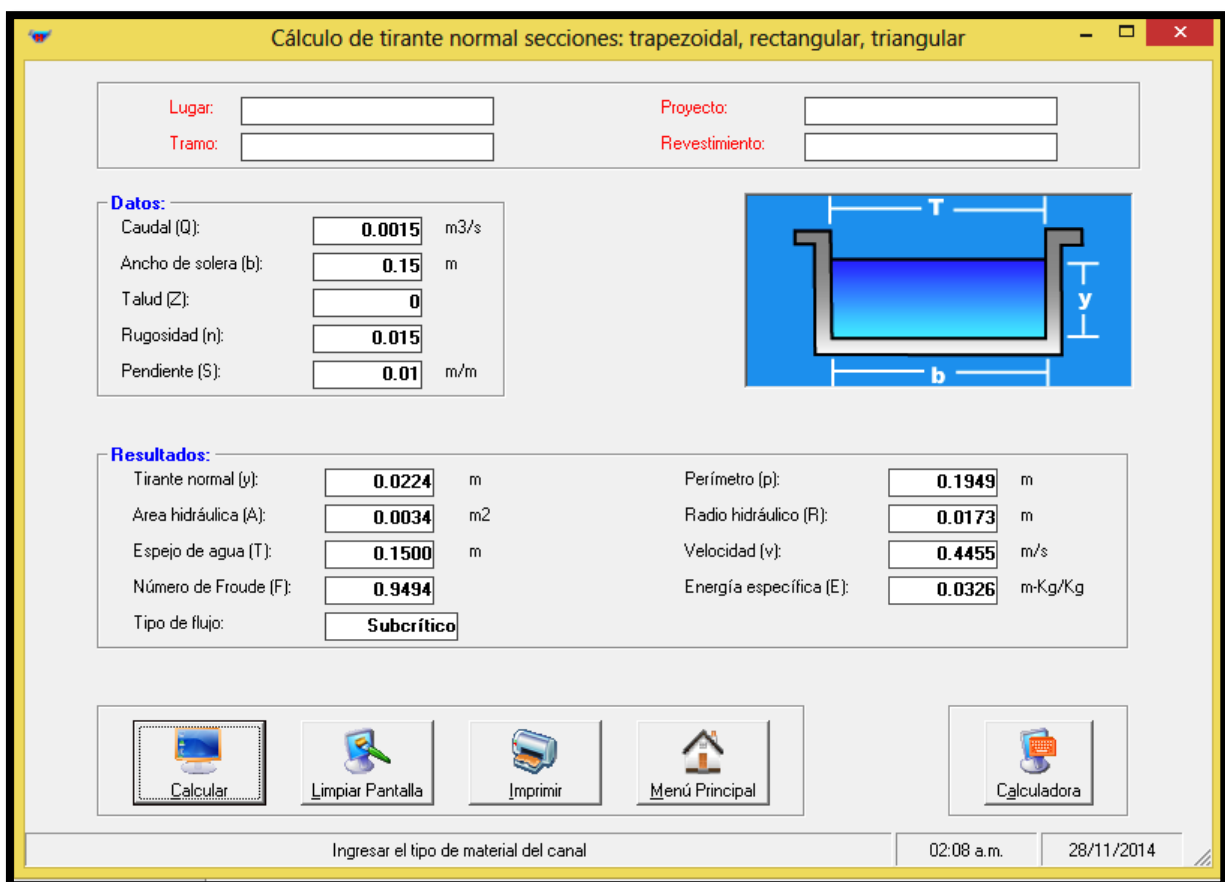 Cálculo de tirante normal secciones: trapezoidal, rectangular, triangular
Lugar: Proyecto:
Tramo: Revestimiento:
Datos:
Caudal (Q): 0.0015 m3/s
Ancho de solera (b): 0.15 m
Talud (Z): 0
Rugosidad (n): 0.015
Pendiente (S): 0.01 m/m
T
y
b
Resultados:
Tirante normal (y): 0.0224 m Perímetro (p): 0.1949 m
Area hidráulica (A): 0.0034 m2 Radio hidráulico (R): 0.0173 m
Espejo de agua (T): 0.1500 m Velocidad (v): 0.4455 m/s
Número de Froude (F): 0.9494 Energía específica (E): 0.0326 m-Kg/Kg
Tipo de flujo: Subcrítico
Calcular Limpiar Pantalla Imprimir Menú Principal Calculadora
Ingresar el tipo de material del canal 02:08 a.m. 28/11/2014